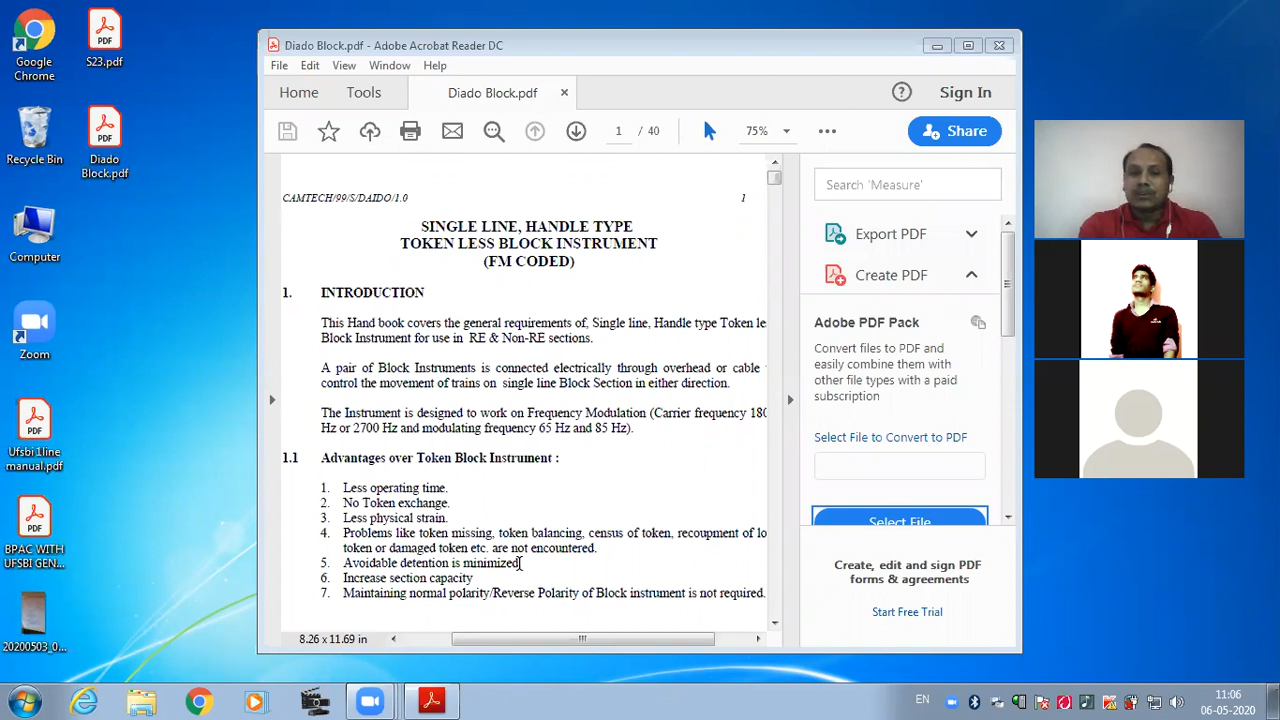 Google
Chrome
S23.pdf
Recycle Bin
Diado
Block.pdf
Computer
Zoom
Ufsbi 1line
manual.pdf
BPAC WITH
UFSBI GEN...
20200503_0...
Diado Block.pdf - Adobe Acrobat Reader DC
File Edit View Window Help
Home Tools Diado Block.pdf × Sign In
1 / 40 75% Share
CAMTECH/99/S/DAIDO/1.0 1
SINGLE LINE, HANDLE TYPE
TOKEN LESS BLOCK INSTRUMENT
(FM CODED)
1. INTRODUCTION
This Hand book covers the general requirements of, Single line, Handle type Token les
Block Instrument for use in RE & Non-RE sections.
A pair of Block Instruments is connected electrically through overhead or cable
control the movement of trains on single line Block Section in either direction.
The Instrument is designed to work on Frequency Modulation (Carrier frequency 180
Hz or 2700 Hz and modulating frequency 65 Hz and 85 Hz).
1.1 Advantages over Token Block Instrument :
1. Less operating time.
2. No Token exchange.
3. Less physical strain.
4. Problems like token missing, token balancing, census of token, recoupment of lo
token or damaged token etc. are not encountered.
5. Avoidable detention is minimized
6. Increase section capacity
7. Maintaining normal polarity/Reverse Polarity of Block instrument is not required.
8.26 x 11.69 in
Search 'Measure'
Export PDF
Create PDF
Adobe PDF Pack
Convert files to PDF and
easily combine them with
other file types with a paid
subscription
Select File to Convert to PDF
Select File
Create, edit and sign PDF
forms & agreements
Start Free Trial
EN
11:06
06-05-2020